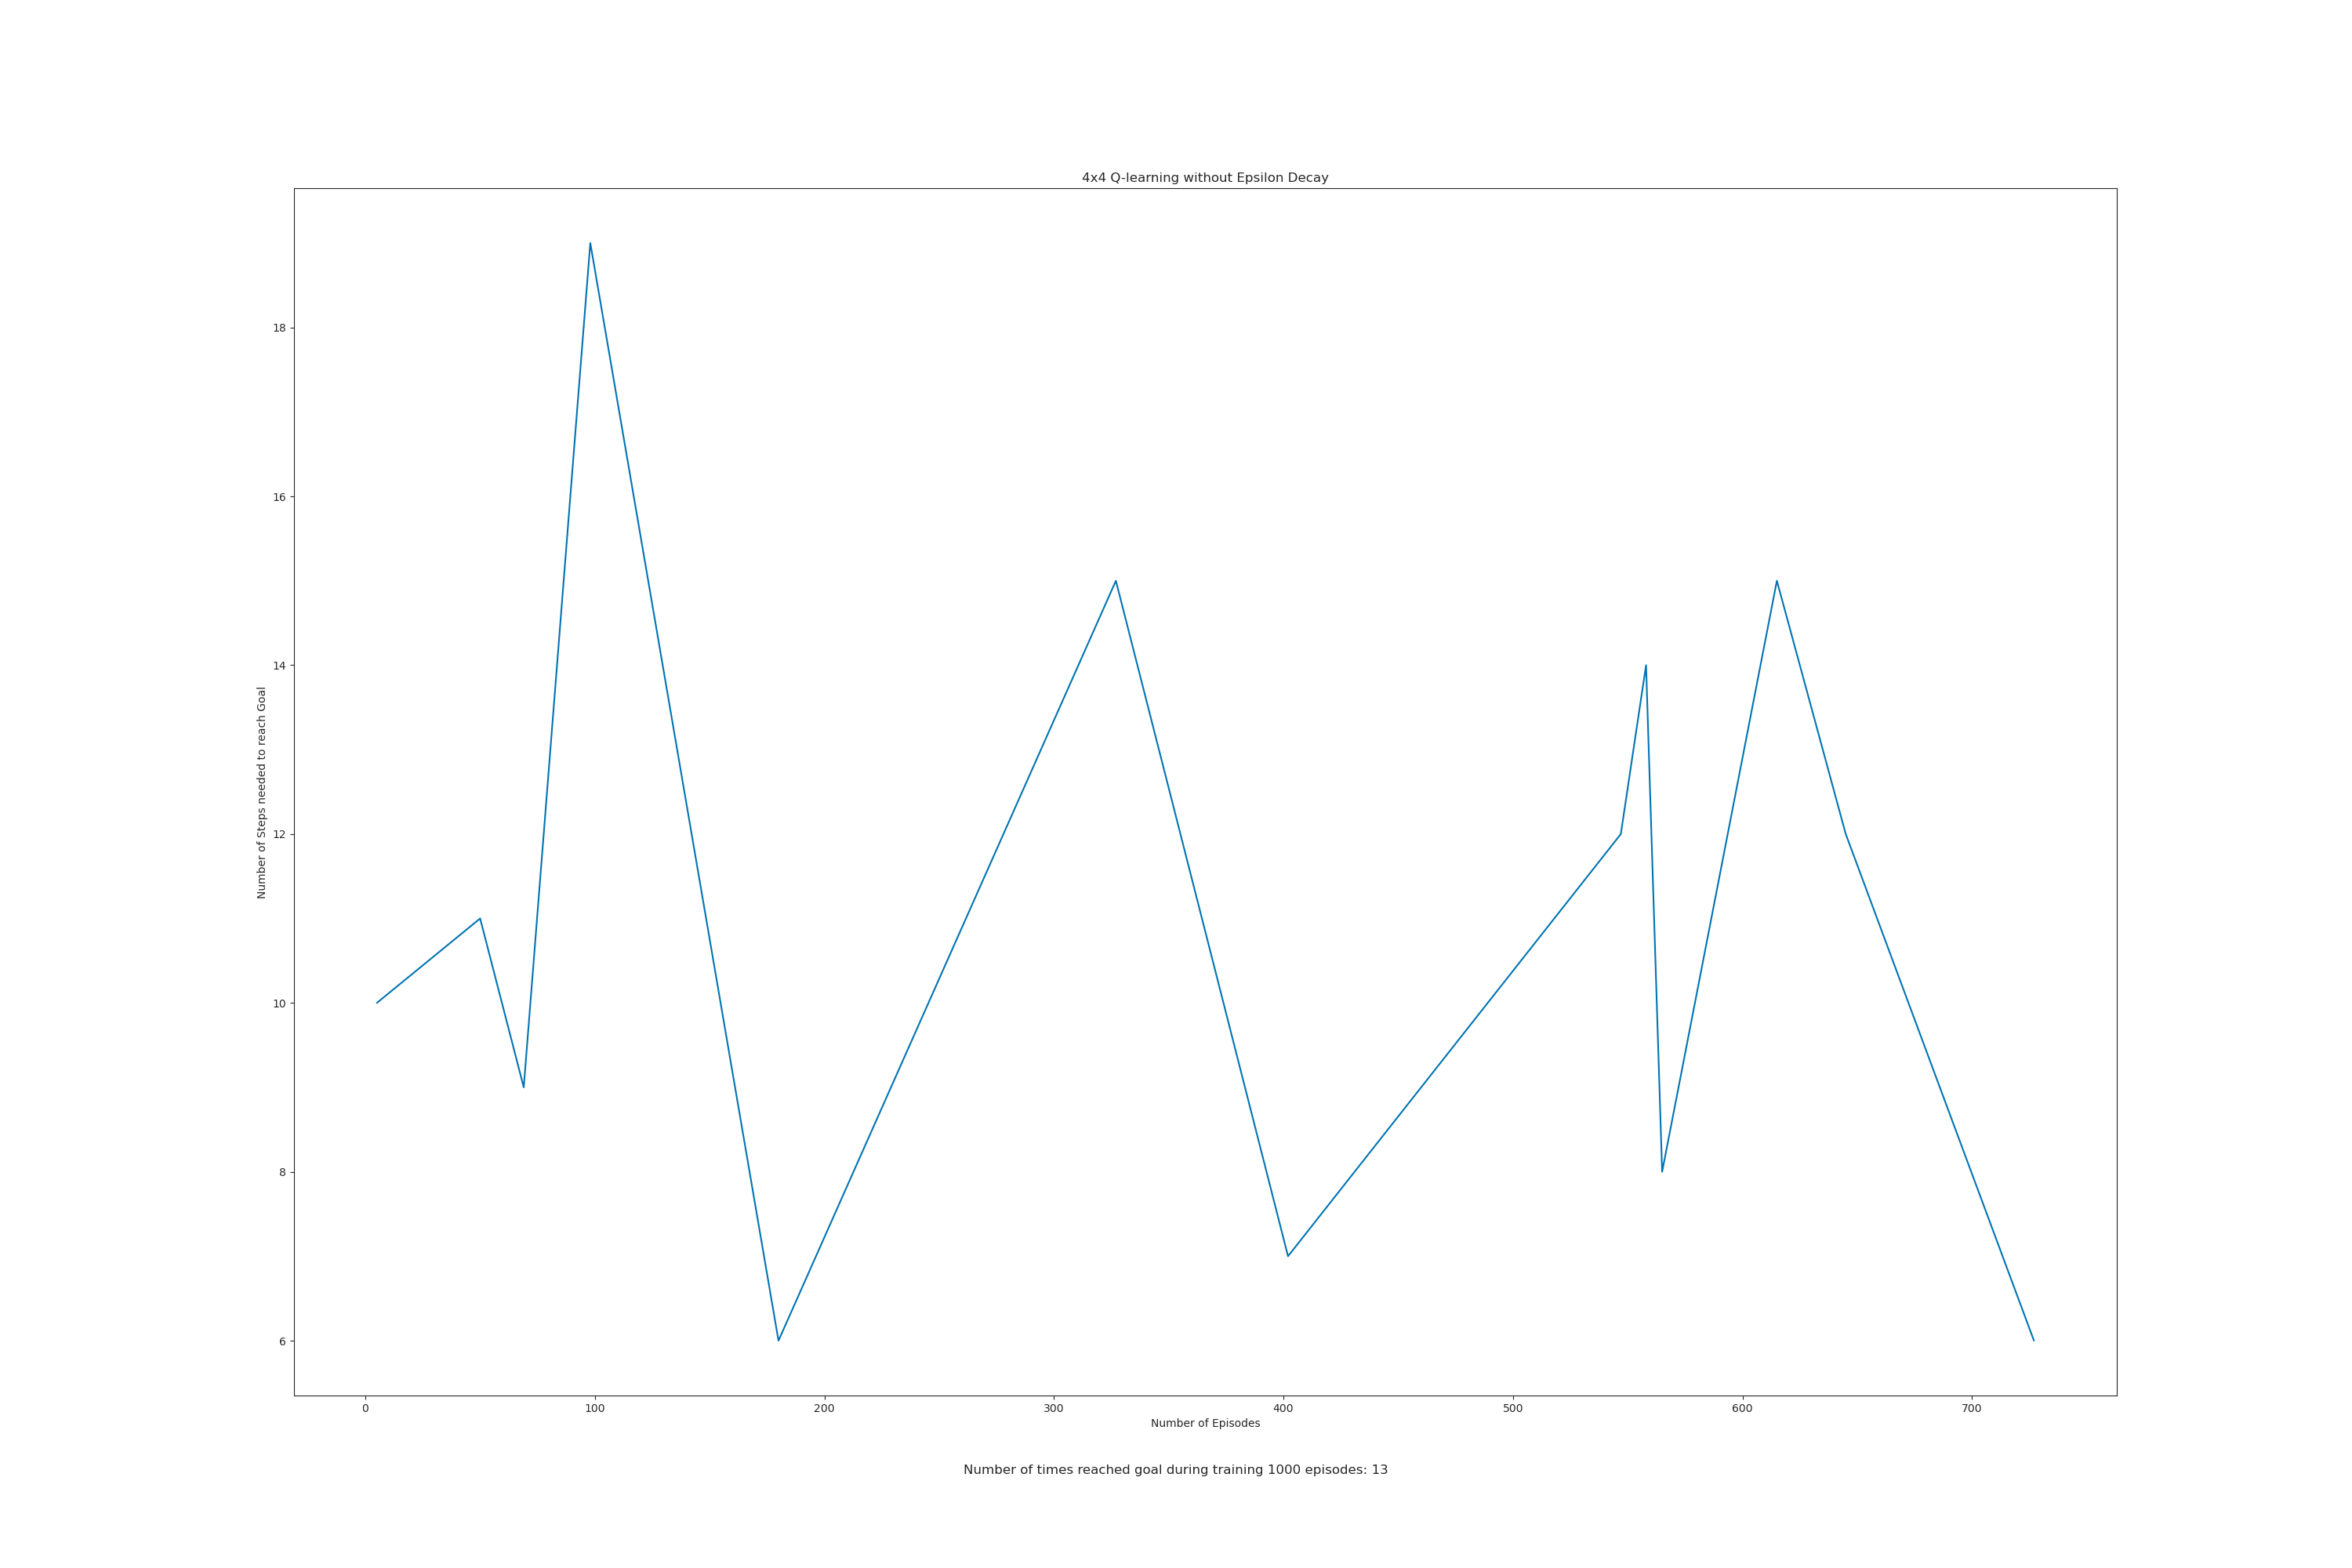 4x4 Q-learning without Epsilon Decay
18
16
14
12
10
8
6
Number of Steps needed to reach Goal
0 100 200 300 400 500 600 700
Number of Episodes
Number of times reached goal during training 1000 episodes: 13